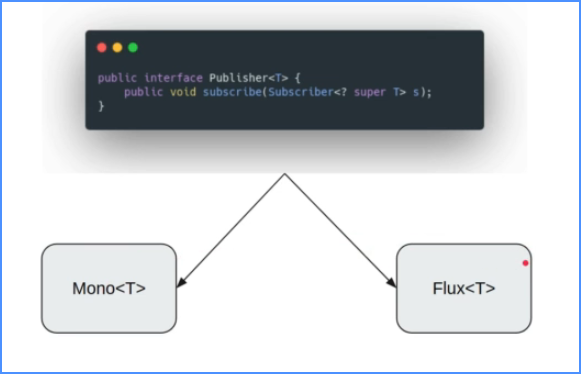 public interface Publisher<T> {
    public void subscribe(Subscriber<? super T> s);
}
Mono<T>
Flux<T>